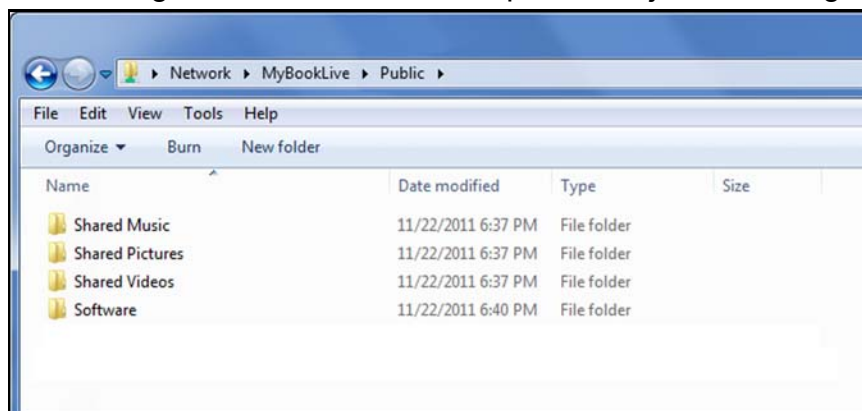 Network ▸ MyBookLive ▸ Public ▸
File Edit View Tools Help
Organize ▾ Burn New folder
Name Date modified Type Size
Shared Music 11/22/2011 6:37 PM File folder
Shared Pictures 11/22/2011 6:37 PM File folder
Shared Videos 11/22/2011 6:37 PM File folder
Software 11/22/2011 6:40 PM File folder